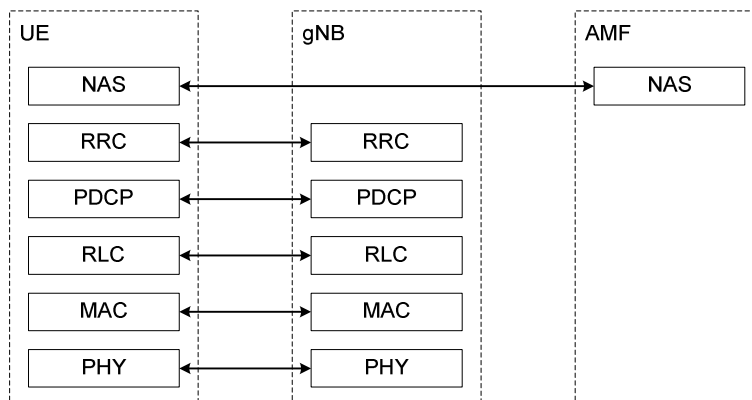 UE
gNB
AMF
NAS
NAS
RRC
RRC
PDCP
PDCP
RLC
RLC
MAC
MAC
PHY
PHY